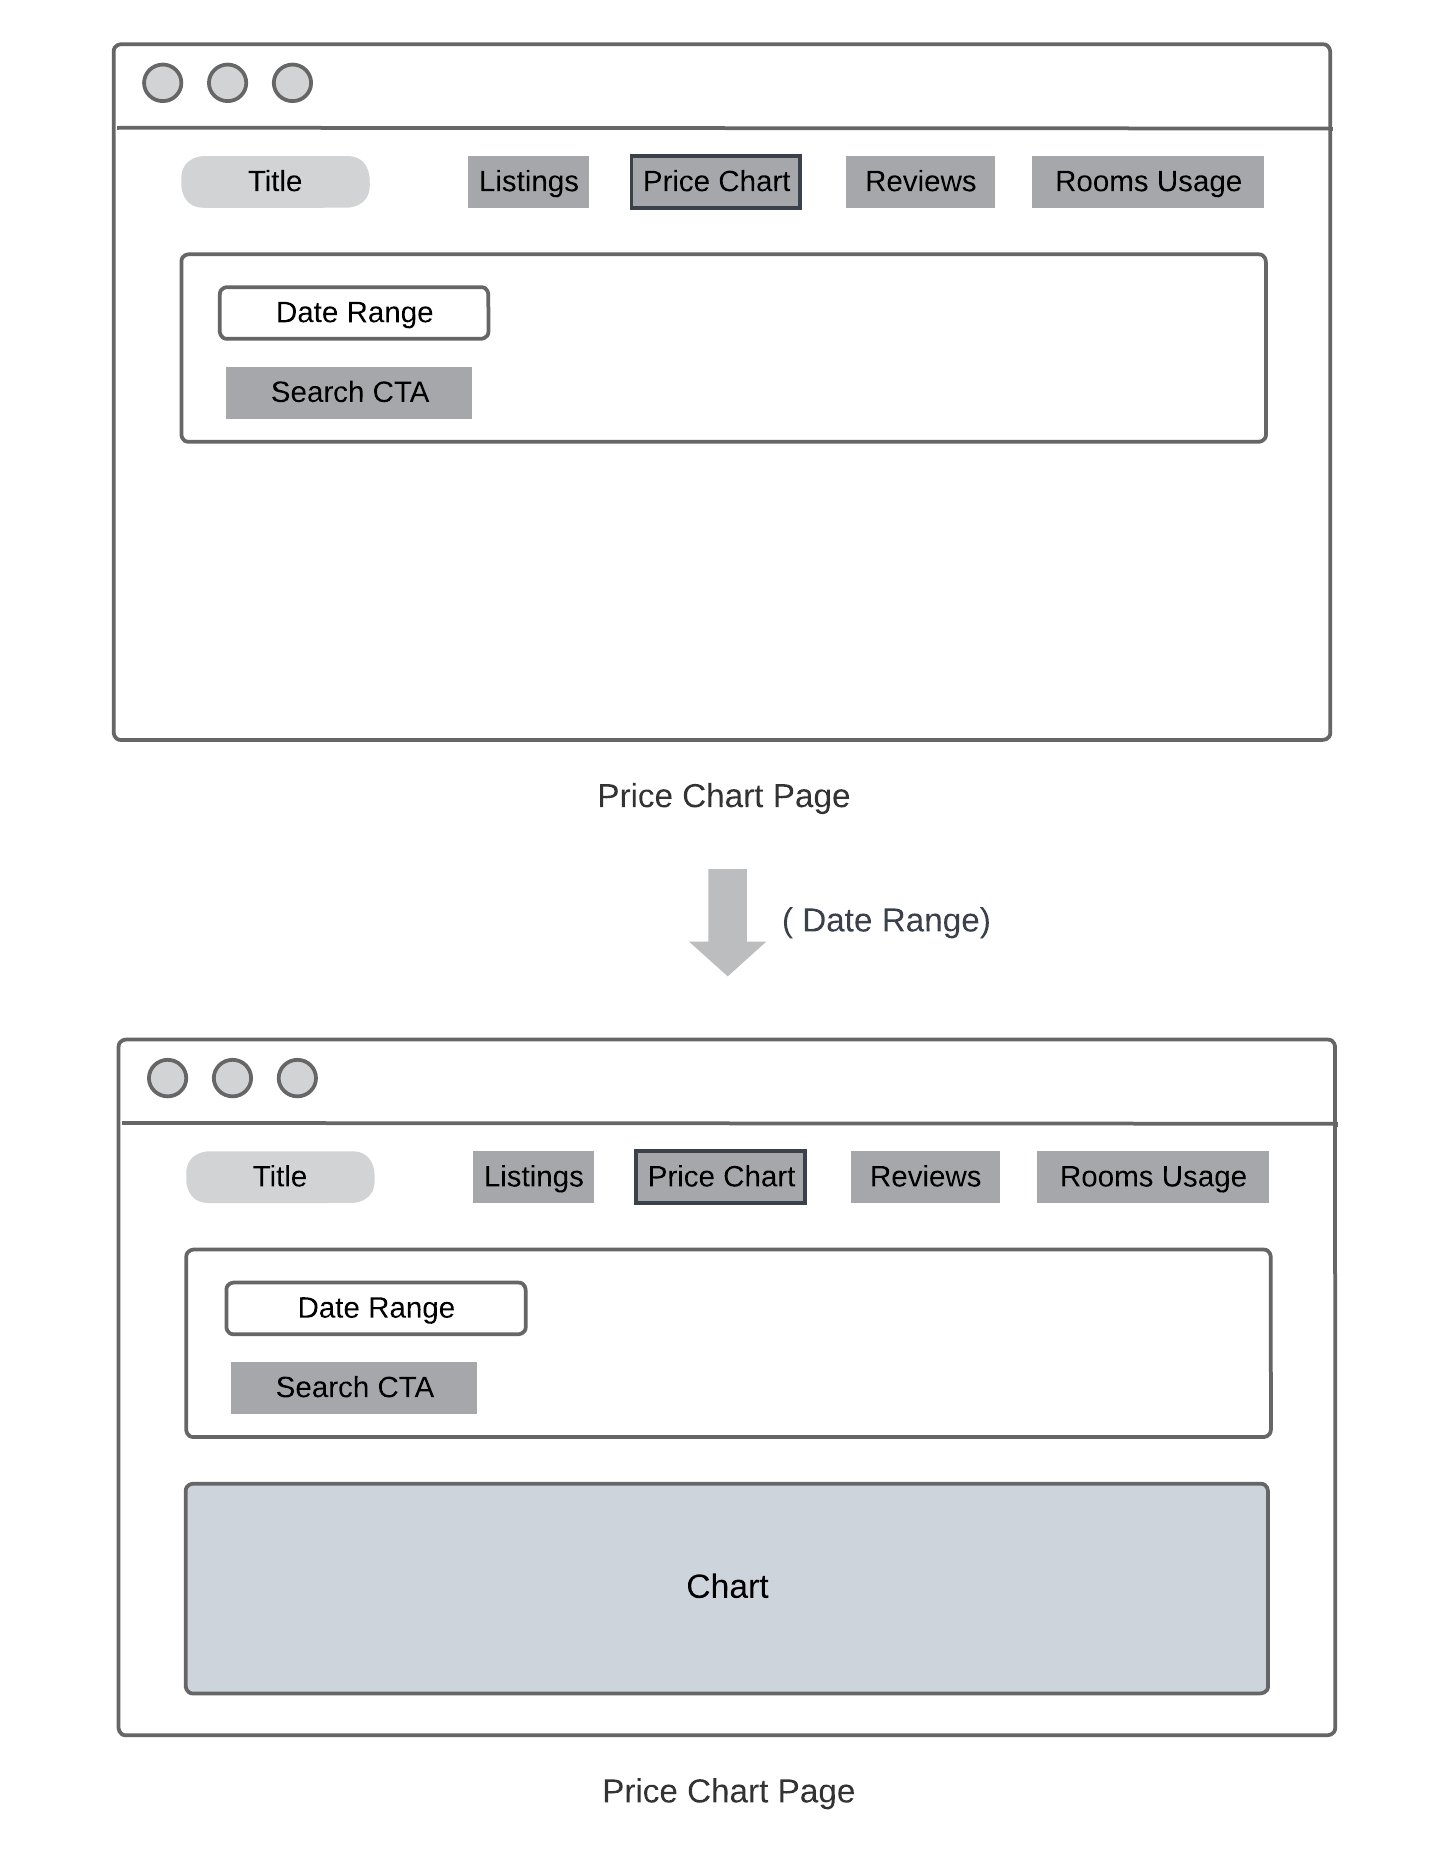 Title
Listings
Price Chart
Reviews
Rooms Usage
Date Range
Search CTA
Price Chart Page
( Date Range)
Title
Listings
Price Chart
Reviews
Rooms Usage
Date Range
Search CTA
Chart
Price Chart Page